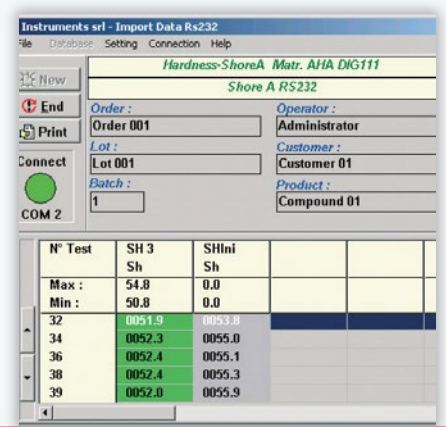 Instruments srl - Import Data Rs232
File Database Setting Connection Help
New
Hardness-ShoreA Matr. AHA DIG111
Shore A RS232
End
Print
Order :
Order 001
Operator :
Administrator
Lot :
Lot 001
Customer :
Customer 01
Connect
COM 2
Batch :
1
Product :
Compound 01
N° Test SH 3 SHIni
Sh Sh
Max : 54.8 0.0
Min : 50.8 0.0
32 0051.9 0053.8
34 0052.3 0055.0
36 0052.4 0055.1
38 0052.4 0055.3
39 0052.0 0055.9